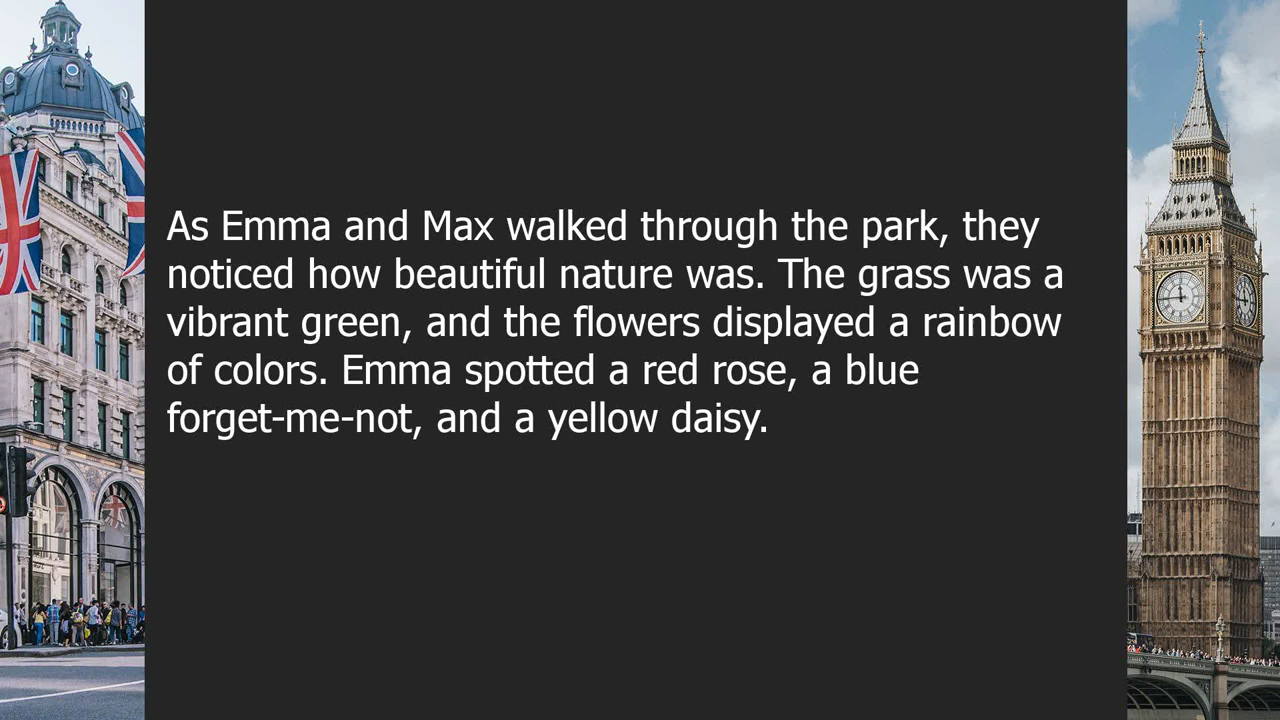 As Emma and Max walked through the park, they
noticed how beautiful nature was. The grass was a
vibrant green, and the flowers displayed a rainbow
of colors. Emma spotted a red rose, a blue
forget-me-not, and a yellow daisy.